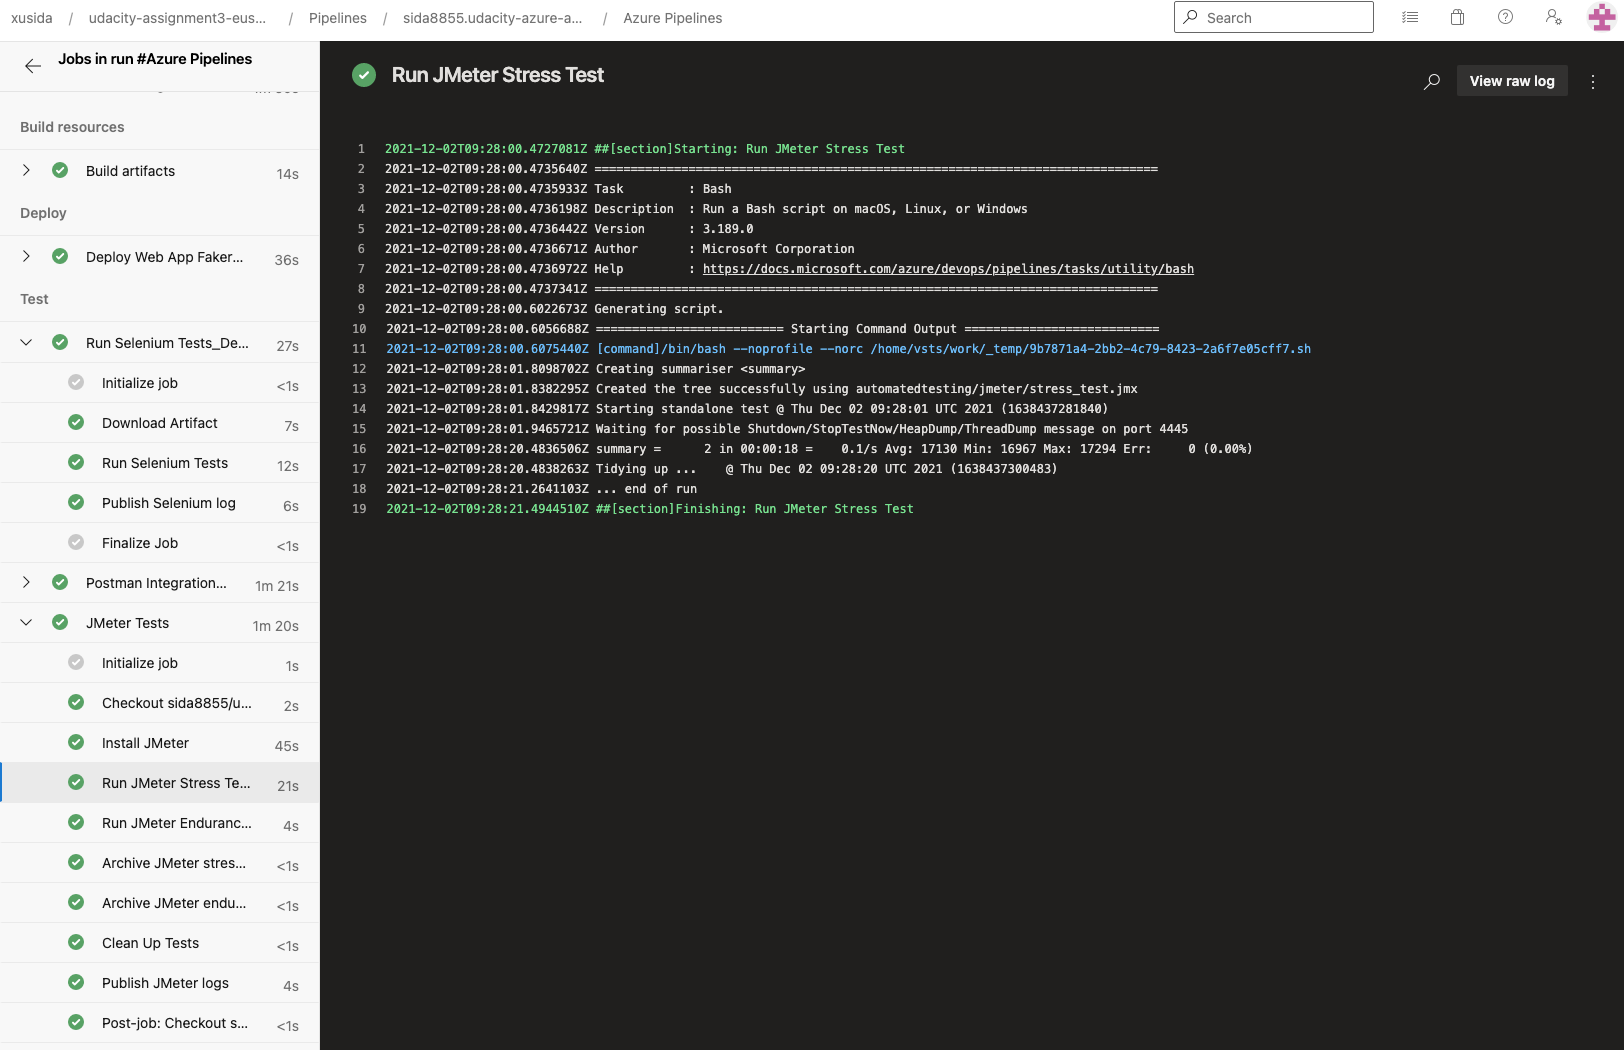 xusida / udacity-assignment3-eus... / Pipelines / sida8855.udacity-azure-a... / Azure Pipelines
Search
Jobs in run #Azure Pipelines
Build resources
Build artifacts 14s
Deploy
Deploy Web App Faker... 36s
Test
Run Selenium Tests_De... 27s
Initialize job <1s
Download Artifact 7s
Run Selenium Tests 12s
Publish Selenium log 6s
Finalize Job <1s
Postman Integration... 1m 21s
JMeter Tests 1m 20s
Initialize job 1s
Checkout sida8855/u... 2s
Install JMeter 45s
Run JMeter Stress Te... 21s
Run JMeter Enduranc... 4s
Archive JMeter stres... <1s
Archive JMeter endu... <1s
Clean Up Tests <1s
Publish JMeter logs 4s
Post-job: Checkout s... <1s
Run JMeter Stress Test
View raw log
1 2021-12-02T09:28:00.4727081Z ##[section]Starting: Run JMeter Stress Test
2 2021-12-02T09:28:00.4735640Z ==============================================================================
3 2021-12-02T09:28:00.4735933Z Task         : Bash
4 2021-12-02T09:28:00.4736198Z Description  : Run a Bash script on macOS, Linux, or Windows
5 2021-12-02T09:28:00.4736442Z Version      : 3.189.0
6 2021-12-02T09:28:00.4736671Z Author       : Microsoft Corporation
7 2021-12-02T09:28:00.4736972Z Help         : https://docs.microsoft.com/azure/devops/pipelines/tasks/utility/bash
8 2021-12-02T09:28:00.4737341Z ==============================================================================
9 2021-12-02T09:28:00.6022673Z Generating script.
10 2021-12-02T09:28:00.6056688Z ========================== Starting Command Output ===========================
11 2021-12-02T09:28:00.6075440Z [command]/bin/bash --noprofile --norc /home/vsts/work/_temp/9b7871a4-2bb2-4c79-8423-2a6f7e05cff7.sh
12 2021-12-02T09:28:01.8098702Z Creating summariser <summary>
13 2021-12-02T09:28:01.8382295Z Created the tree successfully using automatedtesting/jmeter/stress_test.jmx
14 2021-12-02T09:28:01.8429817Z Starting standalone test @ Thu Dec 02 09:28:01 UTC 2021 (1638437281840)
15 2021-12-02T09:28:01.9465721Z Waiting for possible Shutdown/StopTestNow/HeapDump/ThreadDump message on port 4445
16 2021-12-02T09:28:20.4836506Z summary =      2 in 00:00:18 =    0.1/s Avg: 17130 Min: 16967 Max: 17294 Err:     0 (0.00%)
17 2021-12-02T09:28:20.4838263Z Tidying up ...    @ Thu Dec 02 09:28:20 UTC 2021 (1638437300483)
18 2021-12-02T09:28:21.2641103Z ... end of run
19 2021-12-02T09:28:21.4944510Z ##[section]Finishing: Run JMeter Stress Test